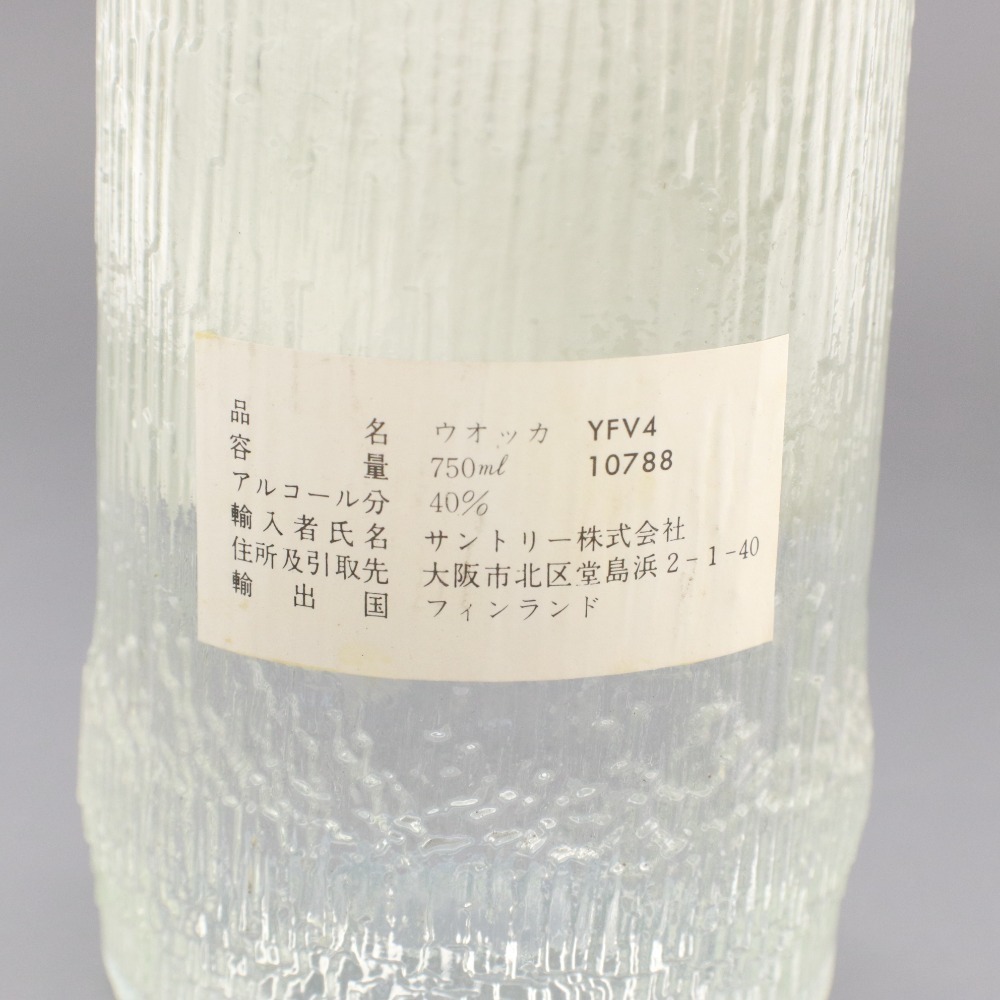 品名 ウオッカ YFV4
容量 750ml 10788
アルコール分 40%
輸入者氏名 サントリー株式会社
住所及引取先 大阪市北区堂島浜2-1-40
輸出国 フィンランド